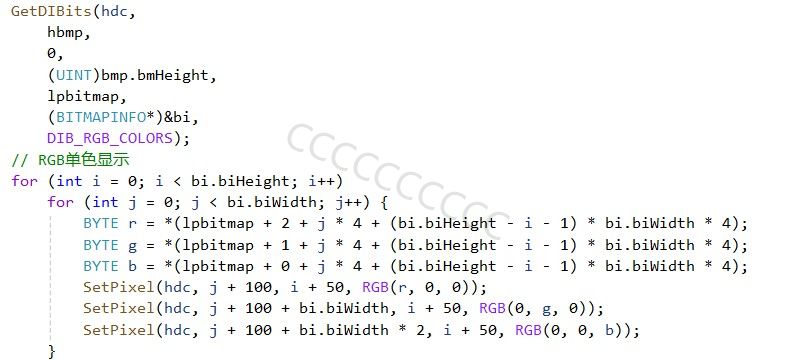 GetDIBits(hdc,
    hbmp,
    0,
    (UINT)bmp.bmHeight,
    lpbitmap,
    (BITMAPINFO*)&bi,
    DIB_RGB_COLORS);
// RGB单色显示
for (int i = 0; i < bi.biHeight; i++)
    for (int j = 0; j < bi.biWidth; j++) {
        BYTE r = *(lpbitmap + 2 + j * 4 + (bi.biHeight - i - 1) * bi.biWidth * 4);
        BYTE g = *(lpbitmap + 1 + j * 4 + (bi.biHeight - i - 1) * bi.biWidth * 4);
        BYTE b = *(lpbitmap + 0 + j * 4 + (bi.biHeight - i - 1) * bi.biWidth * 4);
        SetPixel(hdc, j + 100, i + 50, RGB(r, 0, 0));
        SetPixel(hdc, j + 100 + bi.biWidth, i + 50, RGB(0, g, 0));
        SetPixel(hdc, j + 100 + bi.biWidth * 2, i + 50, RGB(0, 0, b));
    }
CCCCCCCCCC